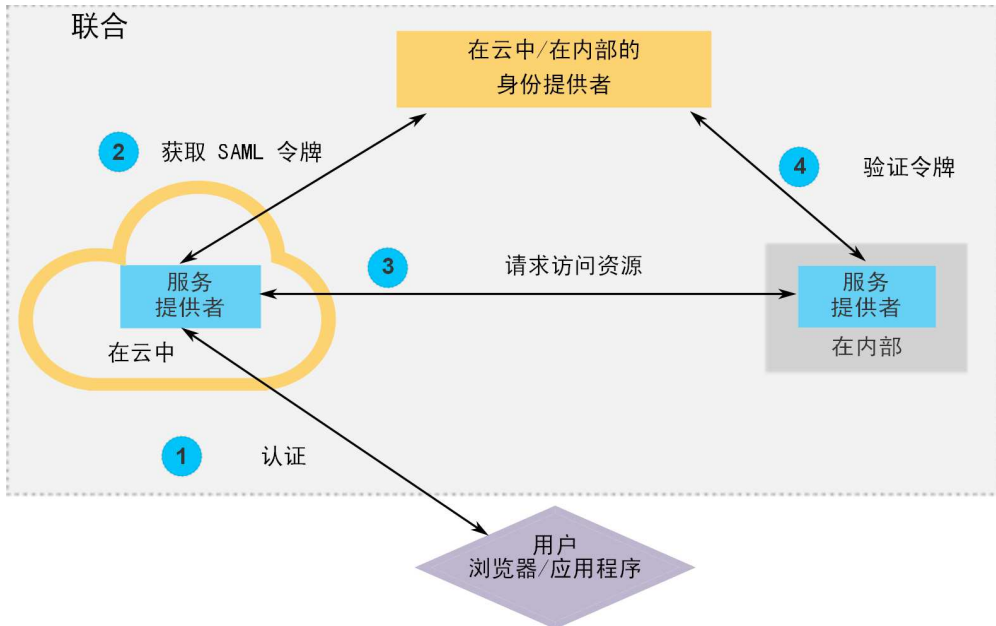 联合
在云中/在内部的
身份提供者
2 获取 SAML 令牌
4 验证令牌
3 请求访问资源
服务
提供者
在云中
服务
提供者
在内部
1 认证
用户
浏览器/应用程序